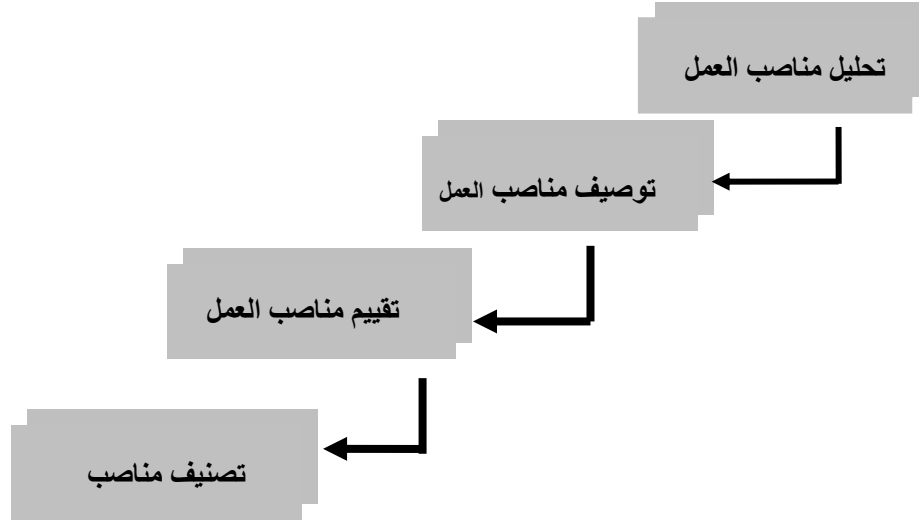 تحليل مناصب العمل
توصيف مناصب العمل
تقييم مناصب العمل
تصنيف مناصب